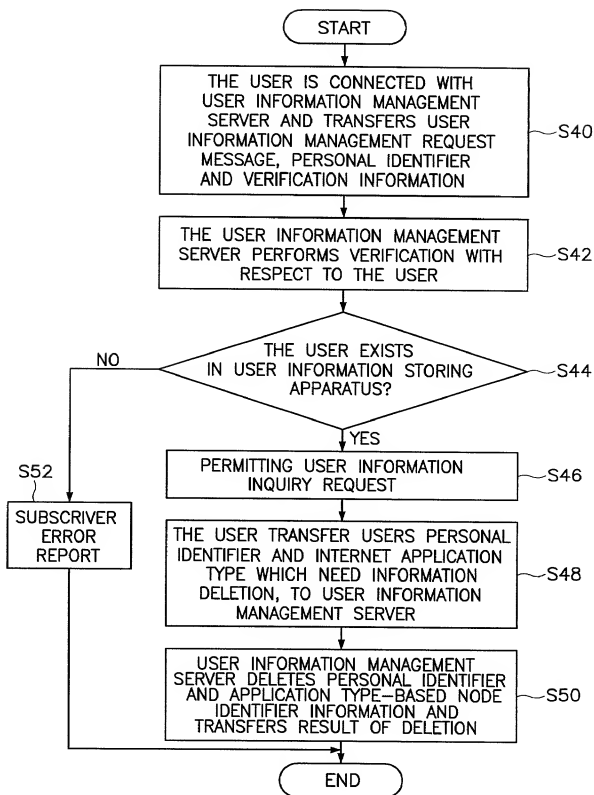 START
THE USER IS CONNECTED WITH
USER INFORMATION MANAGEMENT
SERVER AND TRANSFERS USER
INFORMATION MANAGEMENT REQUEST
MESSAGE, PERSONAL IDENTIFIER
AND VERIFICATION INFORMATION
S40
THE USER INFORMATION MANAGEMENT
SERVER PERFORMS VERIFICATION WITH
RESPECT TO THE USER
S42
THE USER EXISTS
IN USER INFORMATION STORING
APPARATUS?
S44
NO
YES
PERMITTING USER INFORMATION
INQUIRY REQUEST
S46
S52
SUBSCRIVER
ERROR
REPORT
THE USER TRANSFER USERS PERSONAL
IDENTIFIER AND INTERNET APPLICATION
TYPE WHICH NEED INFORMATION
DELETION, TO USER INFORMATION
MANAGEMENT SERVER
S48
USER INFORMATION MANAGEMENT
SERVER DELETES PERSONAL IDENTIFIER
AND APPLICATION TYPE-BASED NODE
IDENTIFIER INFORMATION AND
TRANSFERS RESULT OF DELETION
S50
END